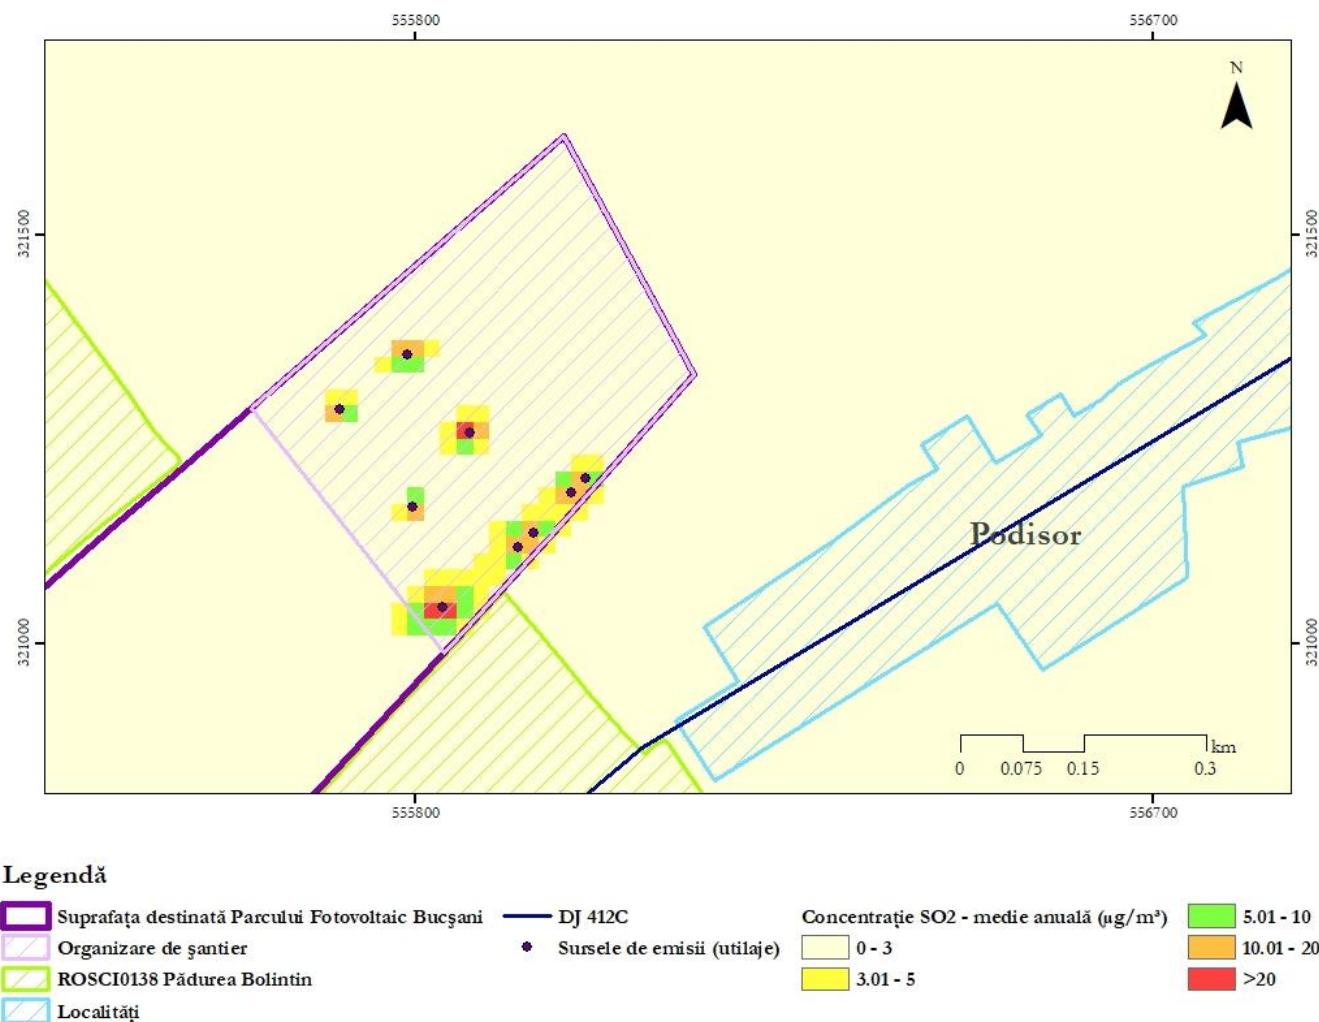 555800 556700
N
321500 321500
Podisor
321000 321000
km
0 0.075 0.15 0.3
555800 556700
Legendă
Suprafața destinată Parcului Fotovoltaic Bucșani
Organizare de șantier
ROSCI0138 Pădurea Bolintin
Localități
DJ 412C
Sursele de emisii (utilaje)
Concentrație SO2 - medie anuală (µg/m³)
0 - 3
3.01 - 5
5.01 - 10
10.01 - 20
>20